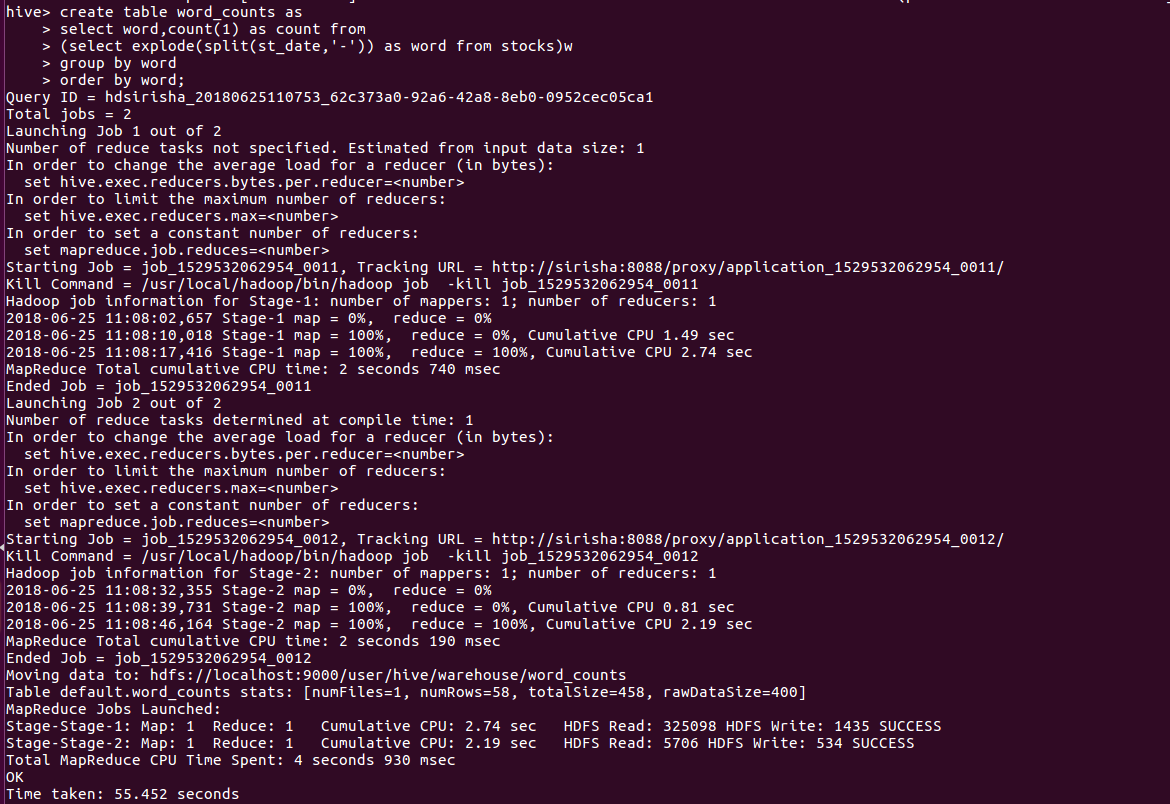 hive> create table word_counts as
    > select word,count(1) as count from
    > (select explode(split(st_date,'-')) as word from stocks)w
    > group by word
    > order by word;
Query ID = hdsirisha_20180625110753_62c373a0-92a6-42a8-8eb0-0952cec05ca1
Total jobs = 2
Launching Job 1 out of 2
Number of reduce tasks not specified. Estimated from input data size: 1
In order to change the average load for a reducer (in bytes):
  set hive.exec.reducers.bytes.per.reducer=<number>
In order to limit the maximum number of reducers:
  set hive.exec.reducers.max=<number>
In order to set a constant number of reducers:
  set mapreduce.job.reduces=<number>
Starting Job = job_1529532062954_0011, Tracking URL = http://sirisha:8088/proxy/application_1529532062954_0011/
Kill Command = /usr/local/hadoop/bin/hadoop job  -kill job_1529532062954_0011
Hadoop job information for Stage-1: number of mappers: 1; number of reducers: 1
2018-06-25 11:08:02,657 Stage-1 map = 0%,  reduce = 0%
2018-06-25 11:08:10,018 Stage-1 map = 100%,  reduce = 0%, Cumulative CPU 1.49 sec
2018-06-25 11:08:17,416 Stage-1 map = 100%,  reduce = 100%, Cumulative CPU 2.74 sec
MapReduce Total cumulative CPU time: 2 seconds 740 msec
Ended Job = job_1529532062954_0011
Launching Job 2 out of 2
Number of reduce tasks determined at compile time: 1
In order to change the average load for a reducer (in bytes):
  set hive.exec.reducers.bytes.per.reducer=<number>
In order to limit the maximum number of reducers:
  set hive.exec.reducers.max=<number>
In order to set a constant number of reducers:
  set mapreduce.job.reduces=<number>
Starting Job = job_1529532062954_0012, Tracking URL = http://sirisha:8088/proxy/application_1529532062954_0012/
Kill Command = /usr/local/hadoop/bin/hadoop job  -kill job_1529532062954_0012
Hadoop job information for Stage-2: number of mappers: 1; number of reducers: 1
2018-06-25 11:08:32,355 Stage-2 map = 0%,  reduce = 0%
2018-06-25 11:08:39,731 Stage-2 map = 100%,  reduce = 0%, Cumulative CPU 0.81 sec
2018-06-25 11:08:46,164 Stage-2 map = 100%,  reduce = 100%, Cumulative CPU 2.19 sec
MapReduce Total cumulative CPU time: 2 seconds 190 msec
Ended Job = job_1529532062954_0012
Moving data to: hdfs://localhost:9000/user/hive/warehouse/word_counts
Table default.word_counts stats: [numFiles=1, numRows=58, totalSize=458, rawDataSize=400]
MapReduce Jobs Launched:
Stage-Stage-1: Map: 1  Reduce: 1   Cumulative CPU: 2.74 sec   HDFS Read: 325098 HDFS Write: 1435 SUCCESS
Stage-Stage-2: Map: 1  Reduce: 1   Cumulative CPU: 2.19 sec   HDFS Read: 5706 HDFS Write: 534 SUCCESS
Total MapReduce CPU Time Spent: 4 seconds 930 msec
OK
Time taken: 55.452 seconds